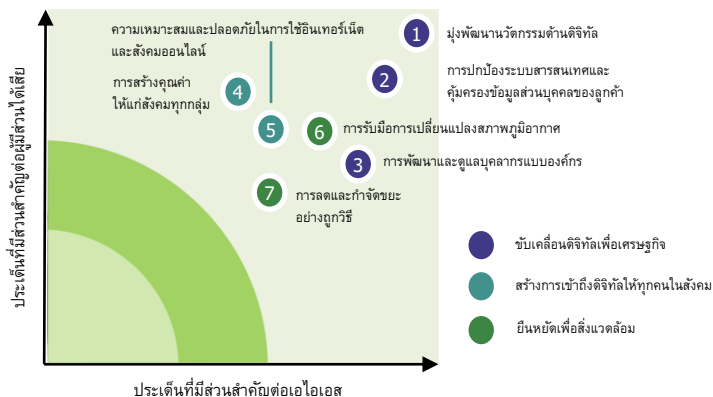 ความเหมาะสมและปลอดภัยในการใช้อินเทอร์เน็ต
และสังคมออนไลน์
1
มุ่งพัฒนานวัตกรรมด้านดิจิทัล
2
การปกป้องระบบสารสนเทศและ
คุ้มครองข้อมูลส่วนบุคคลของลูกค้า
การสร้างคุณค่า
ให้แก่สังคมทุกกลุ่ม
4
5
6
การรับมือการเปลี่ยนแปลงสภาพภูมิอากาศ
3
การพัฒนาและดูแลบุคลากรแบบองค์กร
7
การลดและกำจัดขยะ
อย่างถูกวิธี
ขับเคลื่อนดิจิทัลเพื่อเศรษฐกิจ
สร้างการเข้าถึงดิจิทัลให้ทุกคนในสังคม
ยืนหยัดเพื่อสิ่งแวดล้อม
ประเด็นที่มีส่วนสำคัญต่อผู้มีส่วนได้เสีย
ประเด็นที่มีส่วนสำคัญต่อเอไอเอส